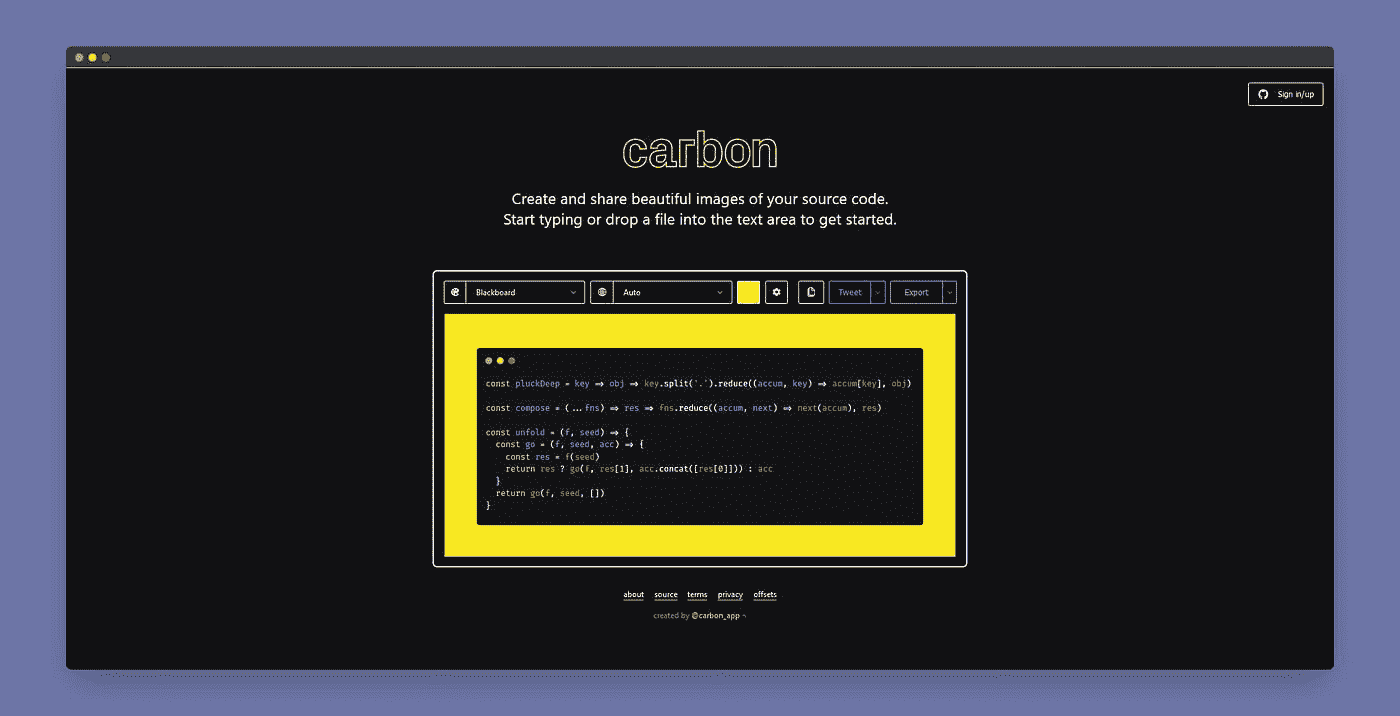 Sign in/up
carbon
Create and share beautiful images of your source code.
Start typing or drop a file into the text area to get started.
Blackboard Auto Tweet Export
const pluckDeep = key => obj => key.split('.').reduce((accum, key) => accum[key], obj)
const compose = (...fns) => res => fns.reduce((accum, next) => next(accum), res)
const unfold = (f, seed) => {
  const go = (f, seed, acc) => {
    const res = f(seed)
    return res ? go(f, res[1], acc.concat([res[0]])) : acc
  }
  return go(f, seed, [])
}
about source terms privacy offsets
created by @carbon_app ¬